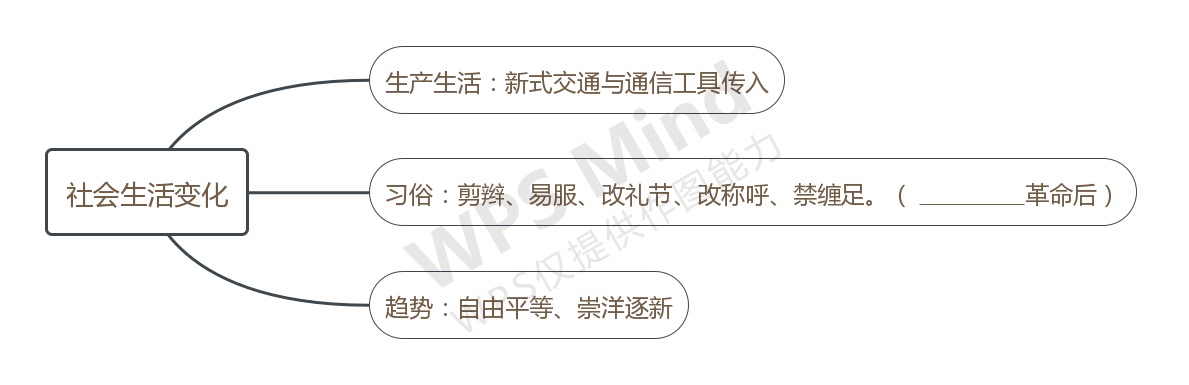 生产生活：新式交通与通信工具传入
社会生活变化
习俗：剪辫、易服、改礼节、改称呼、禁缠足。（ ________革命后）
趋势：自由平等、崇洋逐新
WPS Mind
WPS仅提供作图能力